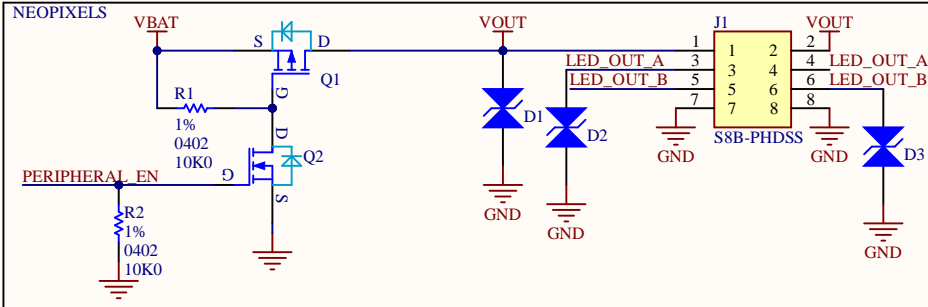 NEOPIXELS
VBAT
VOUT
J1
VOUT
S
D
Q1
G
1
1
2
2
LED_OUT_A
3
3
4
4
LED_OUT_A
LED_OUT_B
5
5
6
6
LED_OUT_B
7
7
8
8
R1
1%
0402
10K0
D
Q2
G
S
D1
D2
S8B-PHDSS
GND
GND
D3
PERIPHERAL_EN
R2
1%
0402
10K0
GND
GND
GND